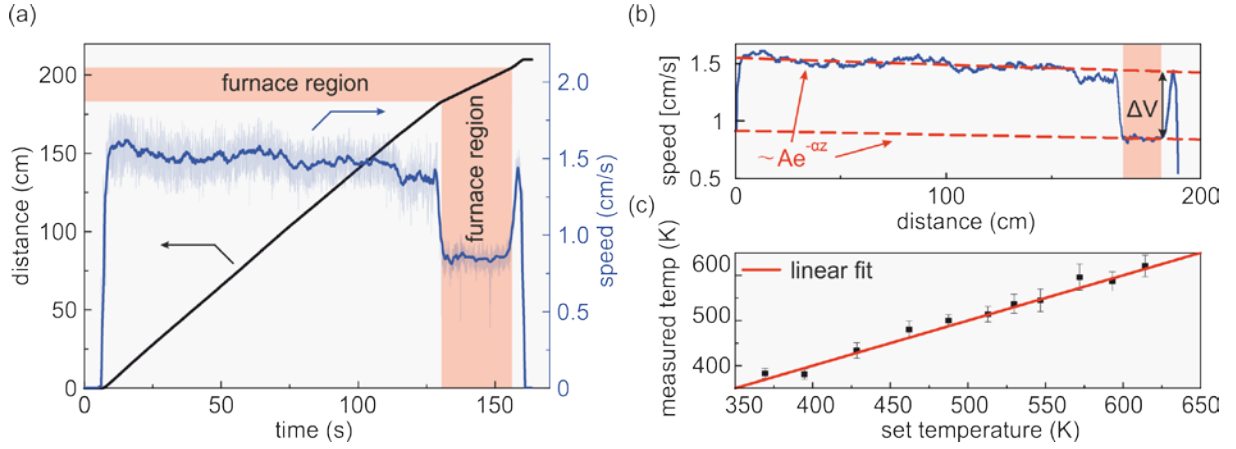 (a)
200
150
100
50
0
distance (cm)
furnace region
furnace region
2.0
1.5
1.0
0.5
0
speed (cm/s)
0
50
100
150
time (s)
(b)
1.5
1
0.5
speed [cm/s]
~ Ae-αz
ΔV
0
100
200
distance (cm)
(c)
600
500
400
measured temp (K)
linear fit
350
400
450
500
550
600
650
set temperature (K)